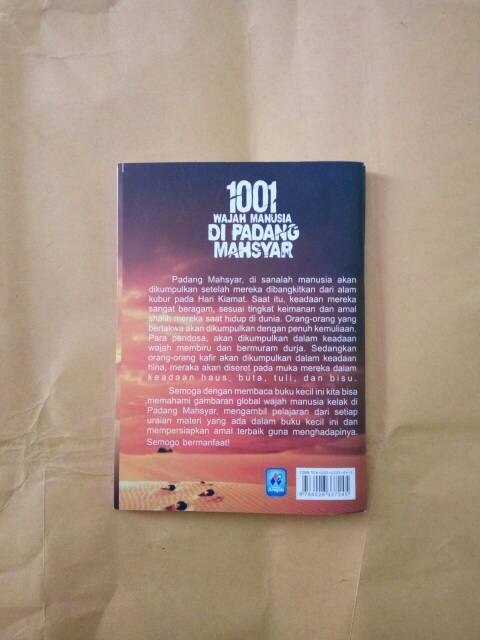 1001
WAJAH MANUSIA
DI PADANG
MAHSYAR
Padang Mahsyar, di sanalah manusia akan
dikumpulkan setelah mereka dibangkitkan dari alam
kubur pada Hari Kiamat. Saat itu, keadaan mereka
sangat beragam, sesuai tingkat keimanan dan amal
shalih mereka saat hidup di dunia. Orang-orang yang
bertakwa akan dikumpulkan dengan penuh kemuliaan.
Para pendosa, akan dikumpulkan dalam keadaan
wajah membiru dan bermuram durja. Sedangkan
orang-orang kafir akan dikumpulkan dalam keadaan
hina, meraka akan diseret pada muka mereka dalam
keadaan haus, buta, tuli, dan bisu.
Semoga dengan membaca buku kecil ini kita bisa
memahami gambaran global wajah manusia kelak di
Padang Mahsyar, mengambil pelajaran dari setiap
uraian materi yang ada dalam buku kecil ini dan
mempersiapkan amal terbaik guna menghadapinya.
Semogo bermanfaat!
ISBN